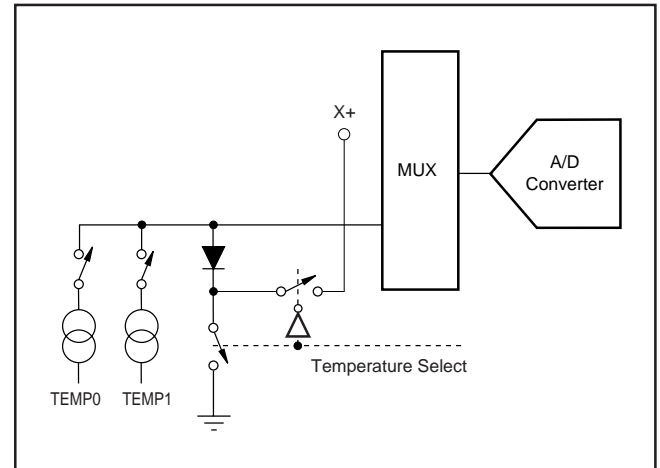 X+
MUX
A/D
Converter
Temperature Select
TEMP0 TEMP1